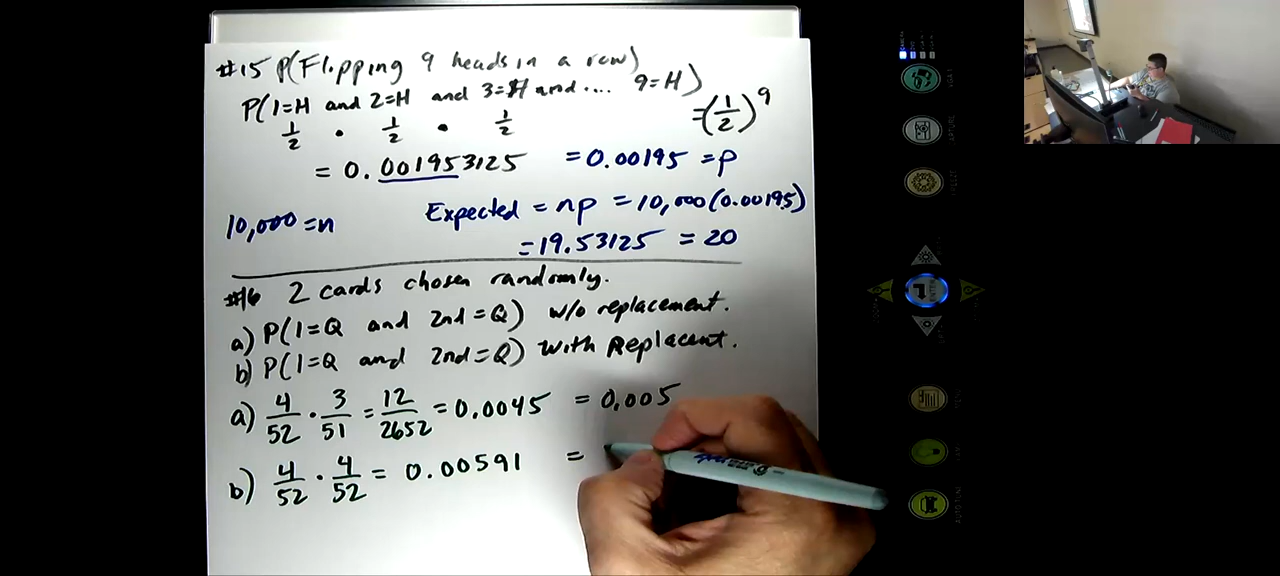 #15 P(Flipping 9 heads in a row)
P(1=H and 2=H and 3=H and.... 9=H)
1/2 • 1/2 • 1/2 =(1/2)^9
= 0.001953125 =0.00195 =p
10,000=n Expected = np =10,000(0.00195)
=19.53125 =20
#16 2 cards chosen randomly.
a) P(1=Q and 2nd=Q) w/o replacement.
b) P(1=Q and 2nd=Q) with Replacent.
a) 4/52 · 3/51 = 12/2652 = 0.0045 = 0.005
b) 4/52 · 4/52 = 0.00591 =